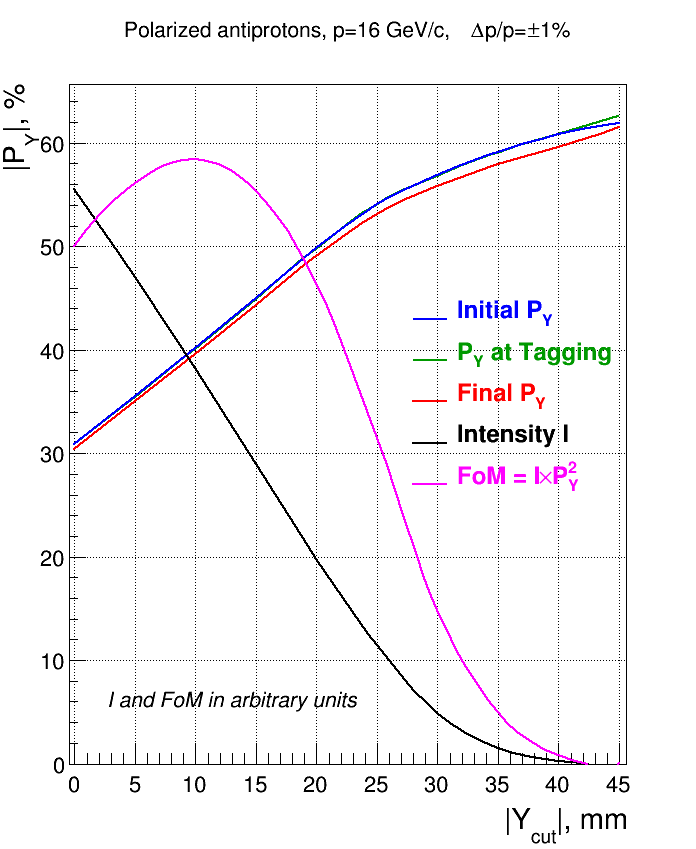 Polarized antiprotons, p=16 GeV/c, Δp/p=±1%
|P_Y|, %
60
50
40
30
20
10
0
Initial P_Y
P_Y at Tagging
Final P_Y
Intensity I
FoM = I×P_Y^2
I and FoM in arbitrary units
0 5 10 15 20 25 30 35 40 45
|Y_cut|, mm